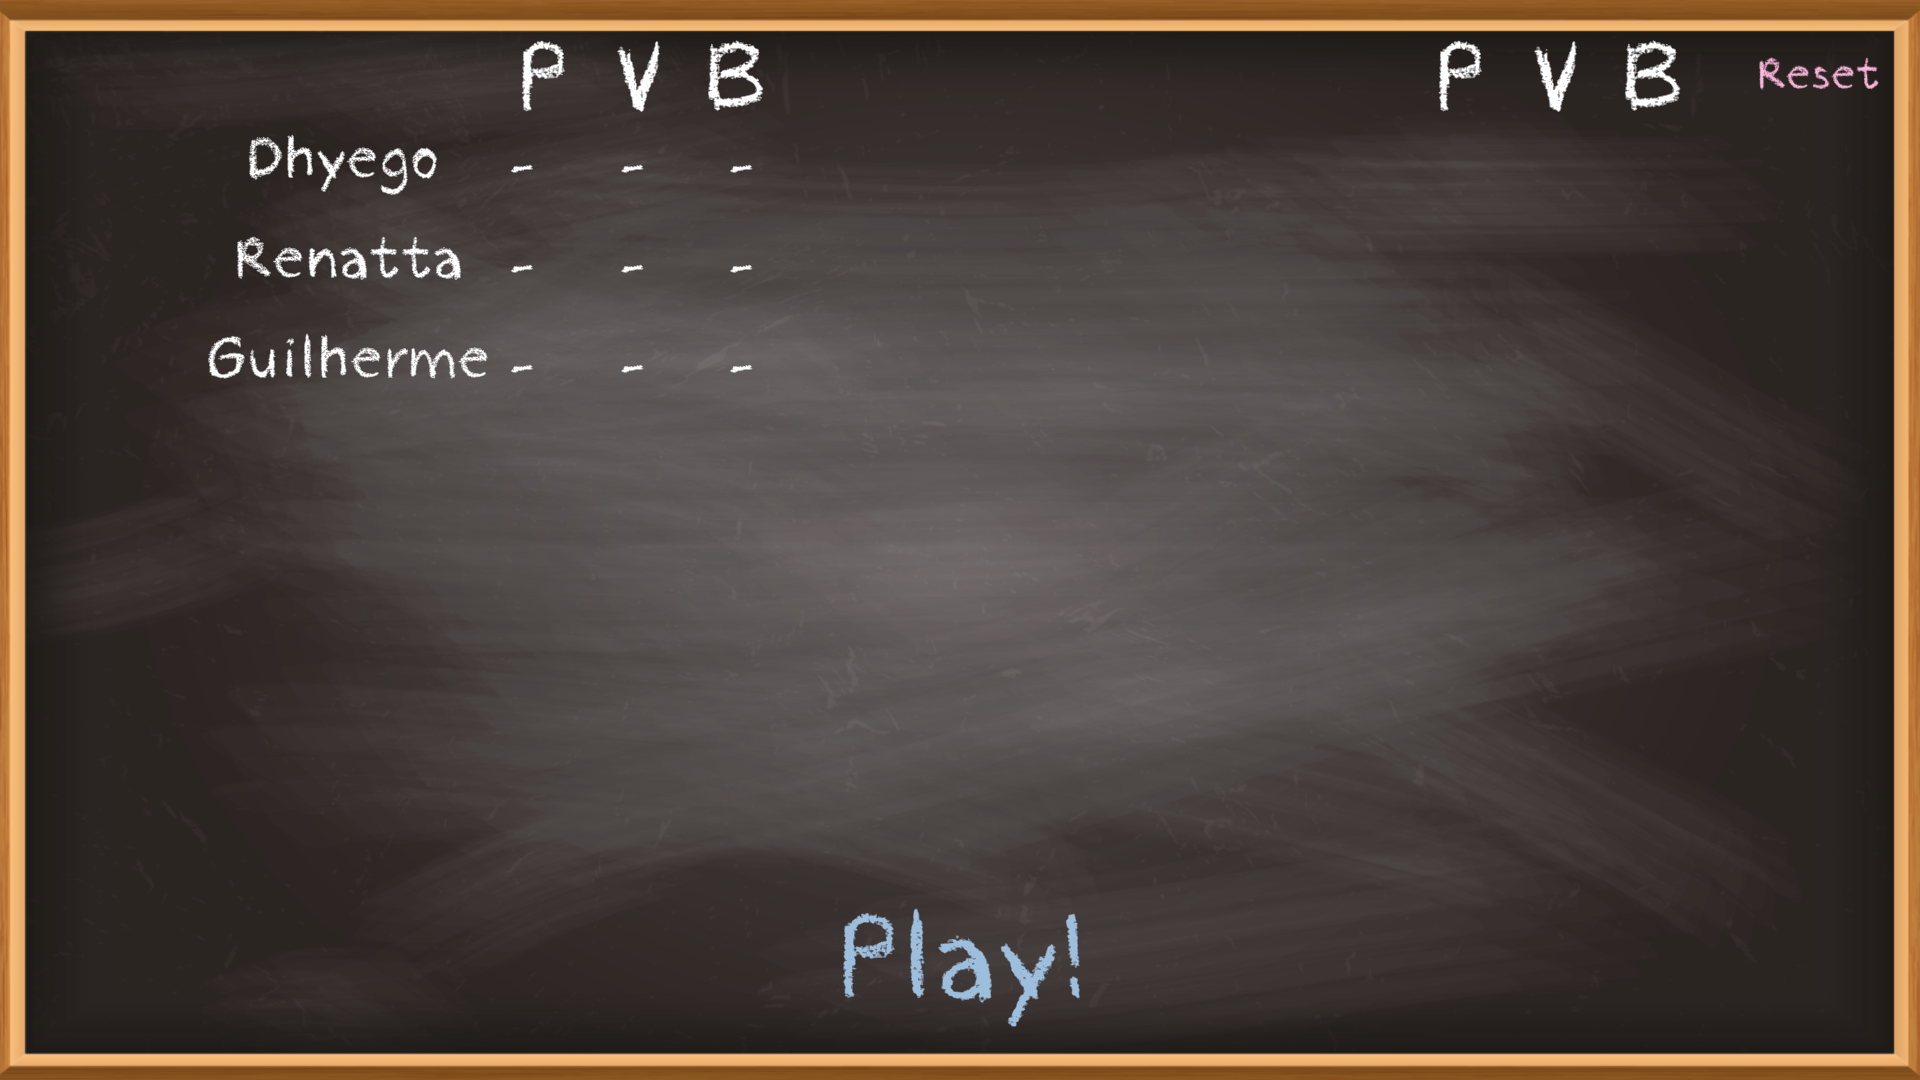 P V B P V B Reset
Dhyego - - -
Renatta - - -
Guilherme - - -
Play!